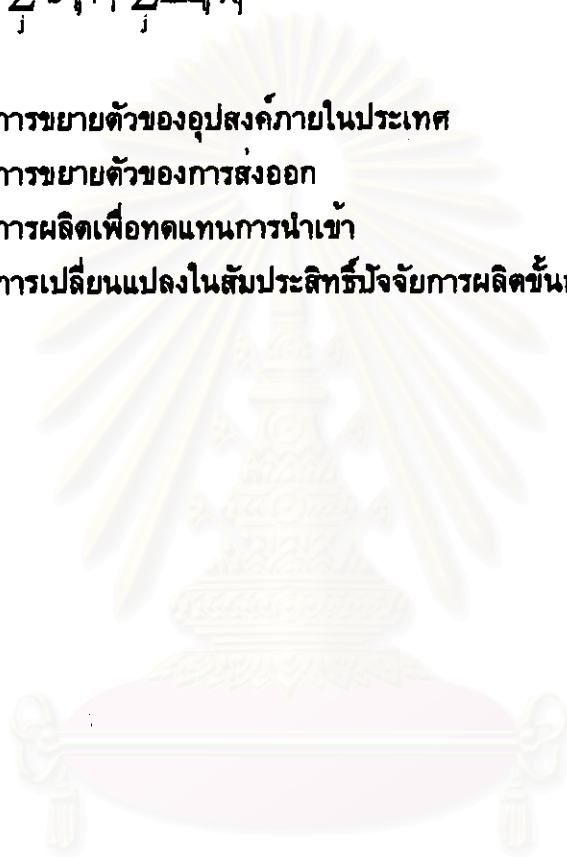 การขยายตัวของอุปสงค์ภายในประเทศ
การขยายตัวของการส่งออก
การผลิตเพื่อทดแทนการนำเข้า
การเปลี่ยนแปลงในสัมประสิทธิ์ปัจจัยการผลิต